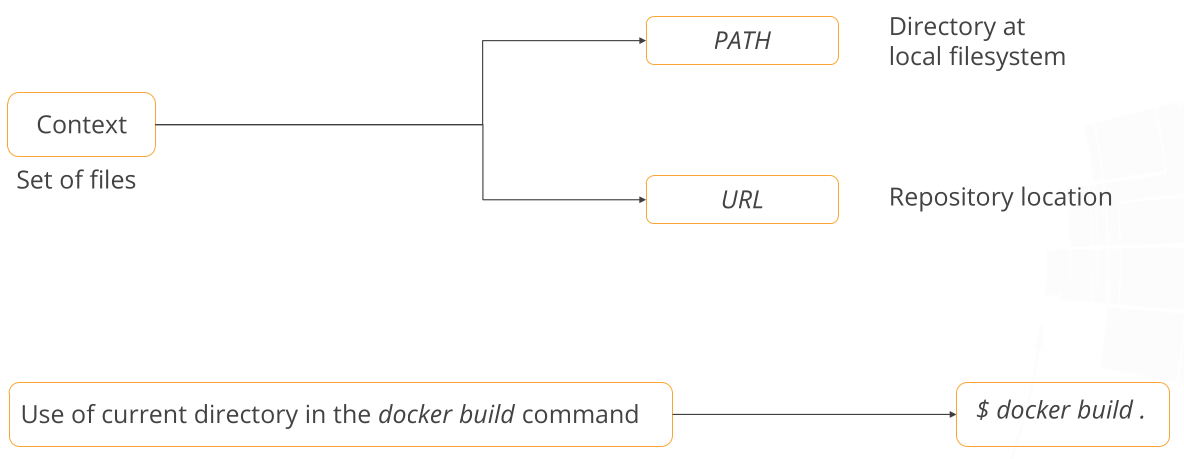 PATH
Directory at
local filesystem
Context
Set of files
URL
Repository location
Use of current directory in the docker build command
$ docker build .